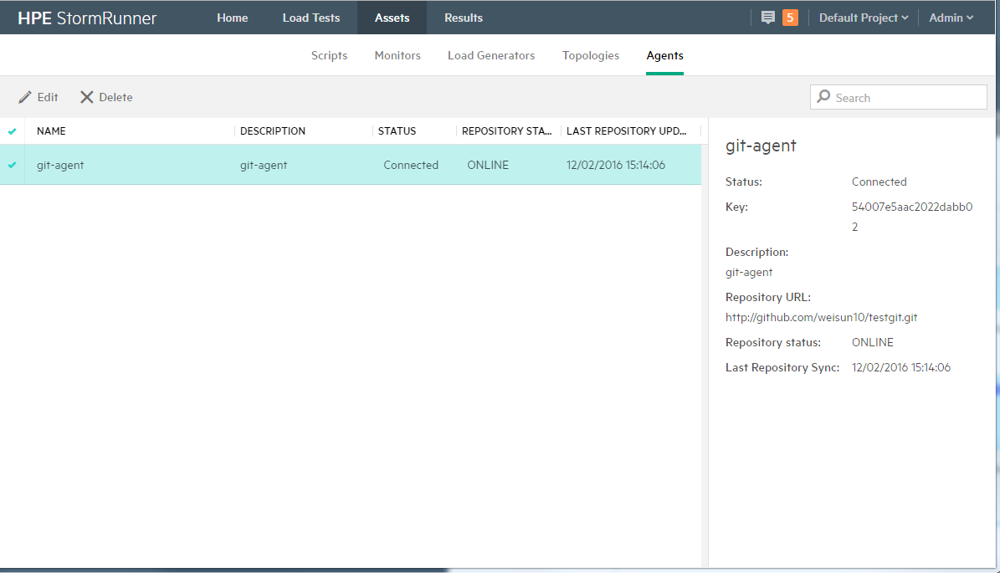 HPE StormRunner Home Load Tests Assets Results 5 Default Project Admin
Scripts Monitors Load Generators Topologies Agents
Edit Delete Search
NAME DESCRIPTION STATUS REPOSITORY STA... LAST REPOSITORY UPD...
git-agent git-agent Connected ONLINE 12/02/2016 15:14:06
git-agent
Status: Connected
Key: 54007e5aac2022dabb0
2
Description:
git-agent
Repository URL:
http://github.com/weisun10/testgit.git
Repository status: ONLINE
Last Repository Sync: 12/02/2016 15:14:06